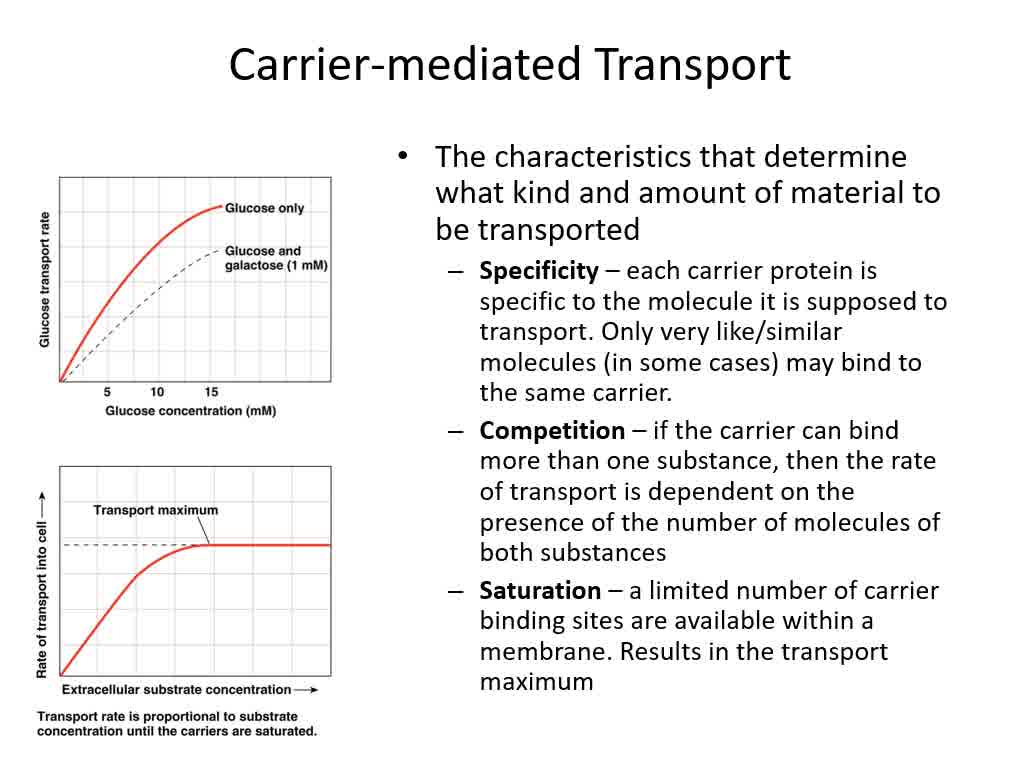 Carrier-mediated Transport
Glucose transport rate
Glucose only
Glucose and
galactose (1 mM)
5 10 15
Glucose concentration (mM)
Rate of transport into cell
Transport maximum
Extracellular substrate concentration
Transport rate is proportional to substrate
concentration until the carriers are saturated.
• The characteristics that determine
what kind and amount of material to
be transported
– Specificity – each carrier protein is
specific to the molecule it is supposed to
transport. Only very like/similar
molecules (in some cases) may bind to
the same carrier.
– Competition – if the carrier can bind
more than one substance, then the rate
of transport is dependent on the
presence of the number of molecules of
both substances
– Saturation – a limited number of carrier
binding sites are available within a
membrane. Results in the transport
maximum